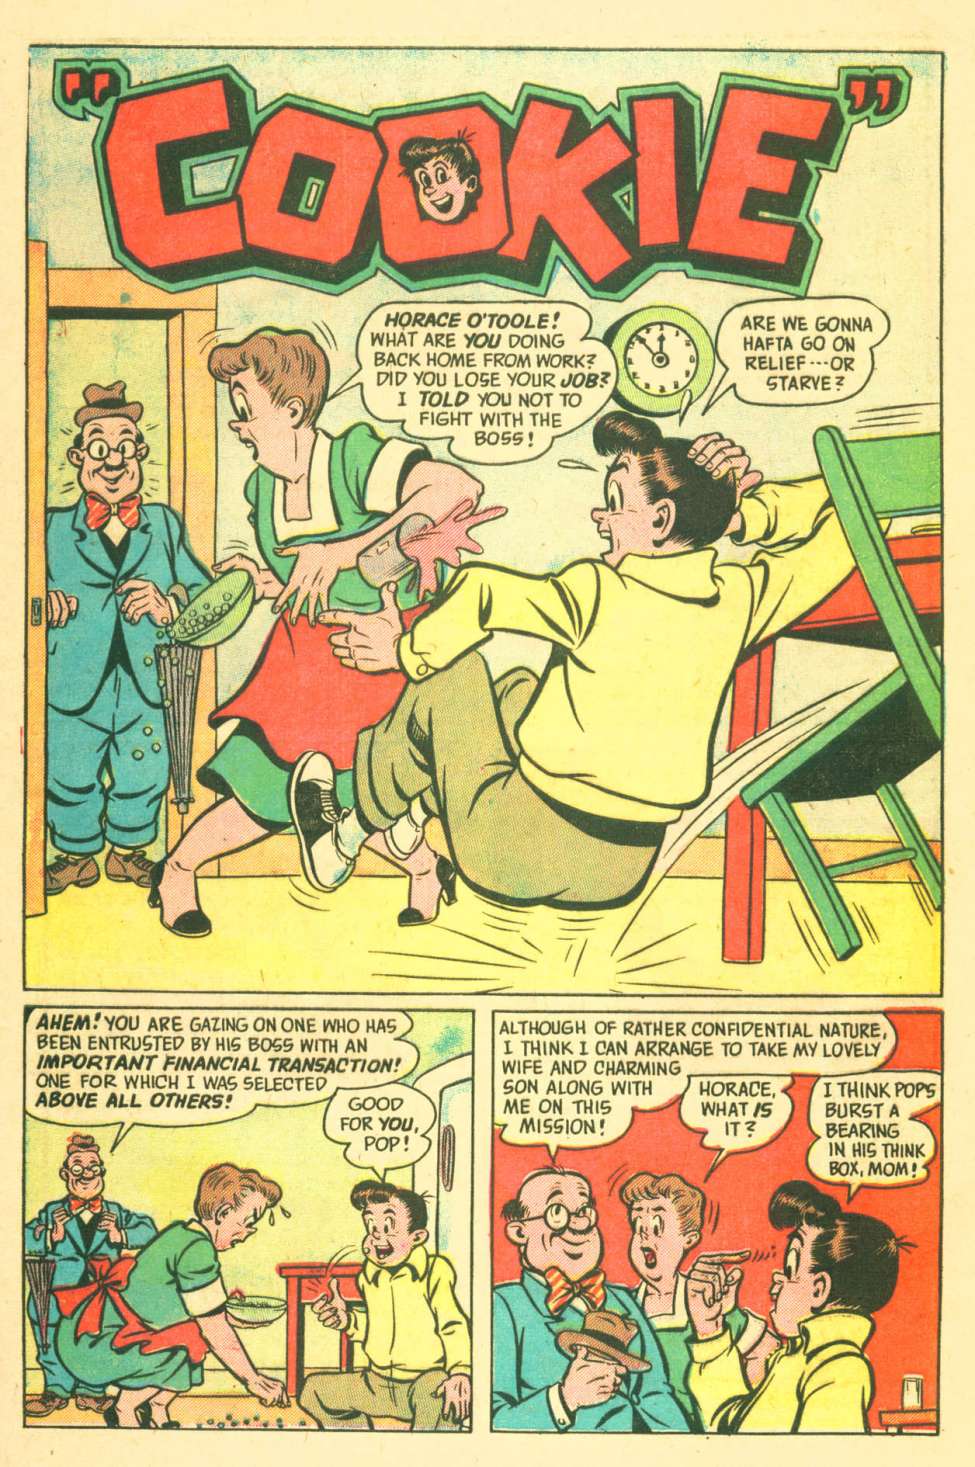 "COOKIE"
HORACE O'TOOLE!
WHAT ARE YOU DOING
BACK HOME FROM WORK?
DID YOU LOSE YOUR JOB?
I TOLD YOU NOT TO
FIGHT WITH THE
BOSS!
ARE WE GONNA
HAFTA GO ON
RELIEF---OR
STARVE?
AHEM! YOU ARE GAZING ON ONE WHO HAS
BEEN ENTRUSTED BY HIS BOSS WITH AN
IMPORTANT FINANCIAL TRANSACTION!
ONE FOR WHICH I WAS SELECTED
ABOVE ALL OTHERS!
GOOD
FOR YOU,
POP!
ALTHOUGH OF RATHER CONFIDENTIAL NATURE,
I THINK I CAN ARRANGE TO TAKE MY LOVELY
WIFE AND CHARMING
SON ALONG WITH
ME ON THIS
MISSION!
HORACE,
WHAT IS
IT?
I THINK POP'S
BURST A
BEARING
IN HIS THINK
BOX, MOM!